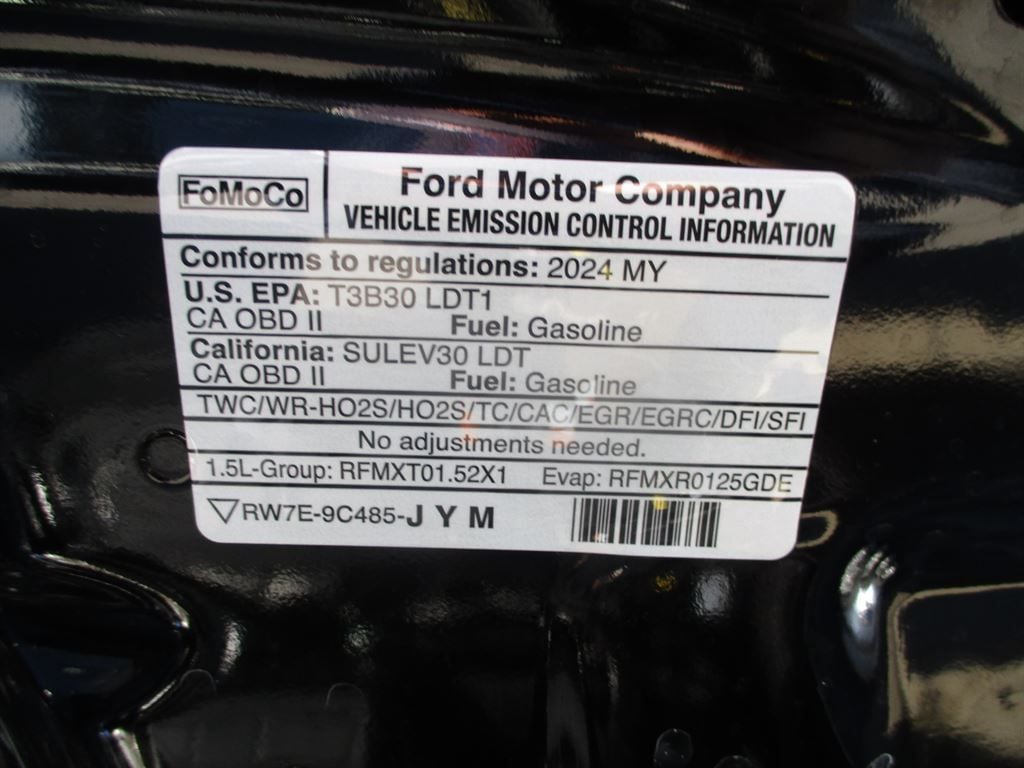 FoMoCo
Ford Motor Company
VEHICLE EMISSION CONTROL INFORMATION
Conforms to regulations: 2024 MY
U.S. EPA: T3B30 LDT1
CA OBD II Fuel: Gasoline
California: SULEV30 LDT
CA OBD II Fuel: Gasoline
TWC/WR-HO2S/HO2S/TC/CAC/EGR/EGRC/DFI/SFI
No adjustments needed.
1.5L-Group: RFMXT01.52X1 Evap: RFMXR0125GDE
RW7E-9C485-J Y M